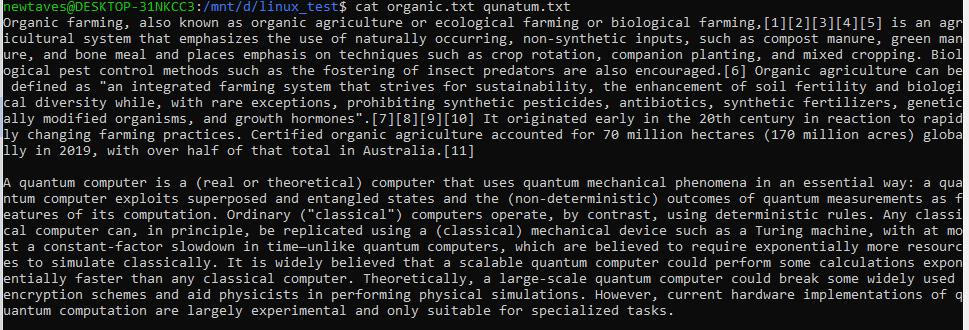 newtaves@DESKTOP-31NKCC3:/mnt/d/linux_test$ cat organic.txt qunatum.txt
Organic farming, also known as organic agriculture or ecological farming or biological farming,[1][2][3][4][5] is an agr
icultural system that emphasizes the use of naturally occurring, non-synthetic inputs, such as compost manure, green man
ure, and bone meal and places emphasis on techniques such as crop rotation, companion planting, and mixed cropping. Biol
ogical pest control methods such as the fostering of insect predators are also encouraged.[6] Organic agriculture can be
 defined as "an integrated farming system that strives for sustainability, the enhancement of soil fertility and biologi
cal diversity while, with rare exceptions, prohibiting synthetic pesticides, antibiotics, synthetic fertilizers, genetic
ally modified organisms, and growth hormones".[7][8][9][10] It originated early in the 20th century in reaction to rapid
ly changing farming practices. Certified organic agriculture accounted for 70 million hectares (170 million acres) globa
lly in 2019, with over half of that total in Australia.[11]

A quantum computer is a (real or theoretical) computer that uses quantum mechanical phenomena in an essential way: a qua
ntum computer exploits superposed and entangled states and the (non-deterministic) outcomes of quantum measurements as f
eatures of its computation. Ordinary ("classical") computers operate, by contrast, using deterministic rules. Any classi
cal computer can, in principle, be replicated using a (classical) mechanical device such as a Turing machine, with at mo
st a constant-factor slowdown in time—unlike quantum computers, which are believed to require exponentially more resourc
es to simulate classically. It is widely believed that a scalable quantum computer could perform some calculations expon
entially faster than any classical computer. Theoretically, a large-scale quantum computer could break some widely used
encryption schemes and aid physicists in performing physical simulations. However, current hardware implementations of q
uantum computation are largely experimental and only suitable for specialized tasks.